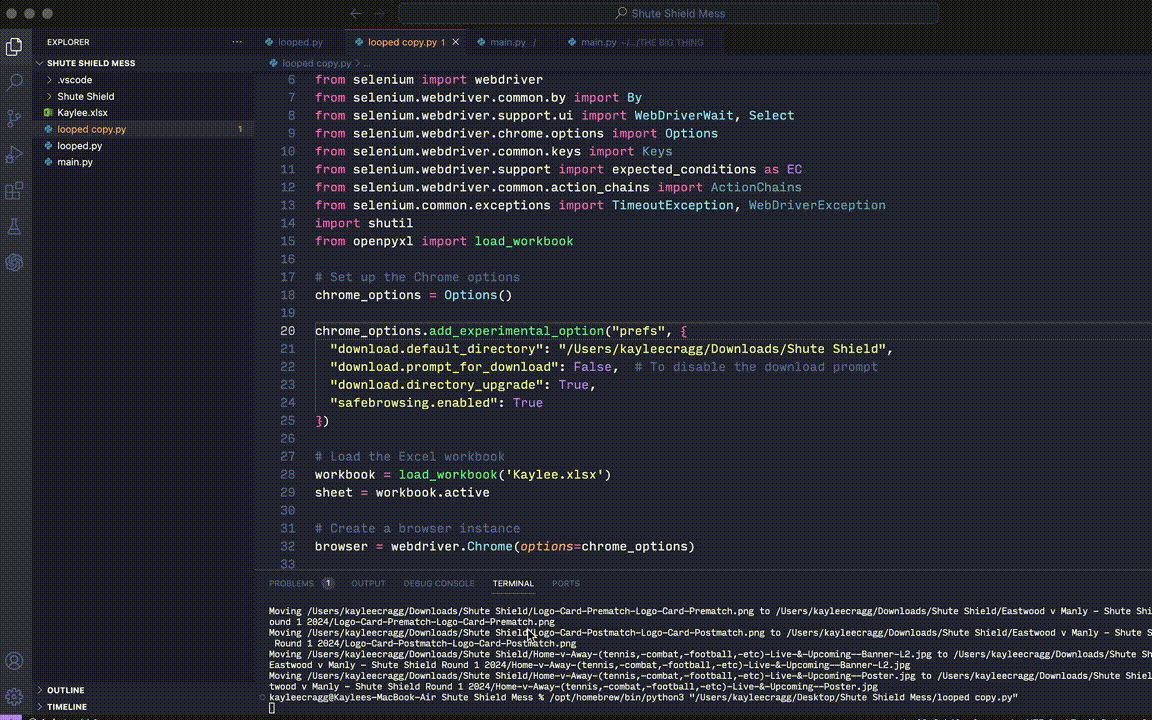 Shute Shield Mess
EXPLORER
...
looped.py
looped copy.py 1
main.py /
main.py ~/.../THE BIG THING
SHUTE SHIELD MESS
.vscode
Shute Shield
Kaylee.xlsx
looped copy.py 1
looped.py
main.py
looped copy.py > ...
6 from selenium import webdriver
7 from selenium.webdriver.common.by import By
8 from selenium.webdriver.support.ui import WebDriverWait, Select
9 from selenium.webdriver.chrome.options import Options
10 from selenium.webdriver.common.keys import Keys
11 from selenium.webdriver.support import expected_conditions as EC
12 from selenium.webdriver.common.action_chains import ActionChains
13 from selenium.common.exceptions import TimeoutException, WebDriverException
14 import shutil
15 from openpyxl import load_workbook
16
17 # Set up the Chrome options
18 chrome_options = Options()
19
20 chrome_options.add_experimental_option("prefs", {
21 "download.default_directory": "/Users/kayleecragg/Downloads/Shute Shield",
22 "download.prompt_for_download": False, # To disable the download prompt
23 "download.directory_upgrade": True,
24 "safebrowsing.enabled": True
25 })
26
27 # Load the Excel workbook
28 workbook = load_workbook('Kaylee.xlsx')
29 sheet = workbook.active
30
31 # Create a browser instance
32 browser = webdriver.Chrome(options=chrome_options)
33
PROBLEMS 1 OUTPUT DEBUG CONSOLE TERMINAL PORTS
Moving /Users/kayleecragg/Downloads/Shute Shield/Logo-Card-Prematch-Logo-Card-Prematch.png to /Users/kayleecragg/Downloads/Shute Shield/Eastwood v Manly - Shute Shi
ound 1 2024/Logo-Card-Prematch-Logo-Card-Prematch.png
Moving /Users/kayleecragg/Downloads/Shute Shield/Logo-Card-Postmatch-Logo-Card-Postmatch.png to /Users/kayleecragg/Downloads/Shute Shield/Eastwood v Manly - Shute S
Round 1 2024/Logo-Card-Postmatch-Logo-Card-Postmatch.png
Moving /Users/kayleecragg/Downloads/Shute Shield/Home-v-Away-(tennis,-combat,-football,-etc)-Live-&-Upcoming--Banner-L2.jpg to /Users/kayleecragg/Downloads/Shute Shi
Eastwood v Manly - Shute Shield Round 1 2024/Home-v-Away-(tennis,-combat,-football,-etc)-Live-&-Upcoming--Banner-L2.jpg
Moving /Users/kayleecragg/Downloads/Shute Shield/Home-v-Away-(tennis,-combat,-football,-etc)-Live-&-Upcoming--Poster.jpg to /Users/kayleecragg/Downloads/Shute Shiel
twood v Manly - Shute Shield Round 1 2024/Home-v-Away-(tennis,-combat,-football,-etc)-Live-&-Upcoming--Poster.jpg
kayleecragg@Kaylees-MacBook-Air Shute Shield Mess % /opt/homebrew/bin/python3 "/Users/kayleecragg/Desktop/Shute Shield Mess/looped copy.py"
OUTLINE
TIMELINE